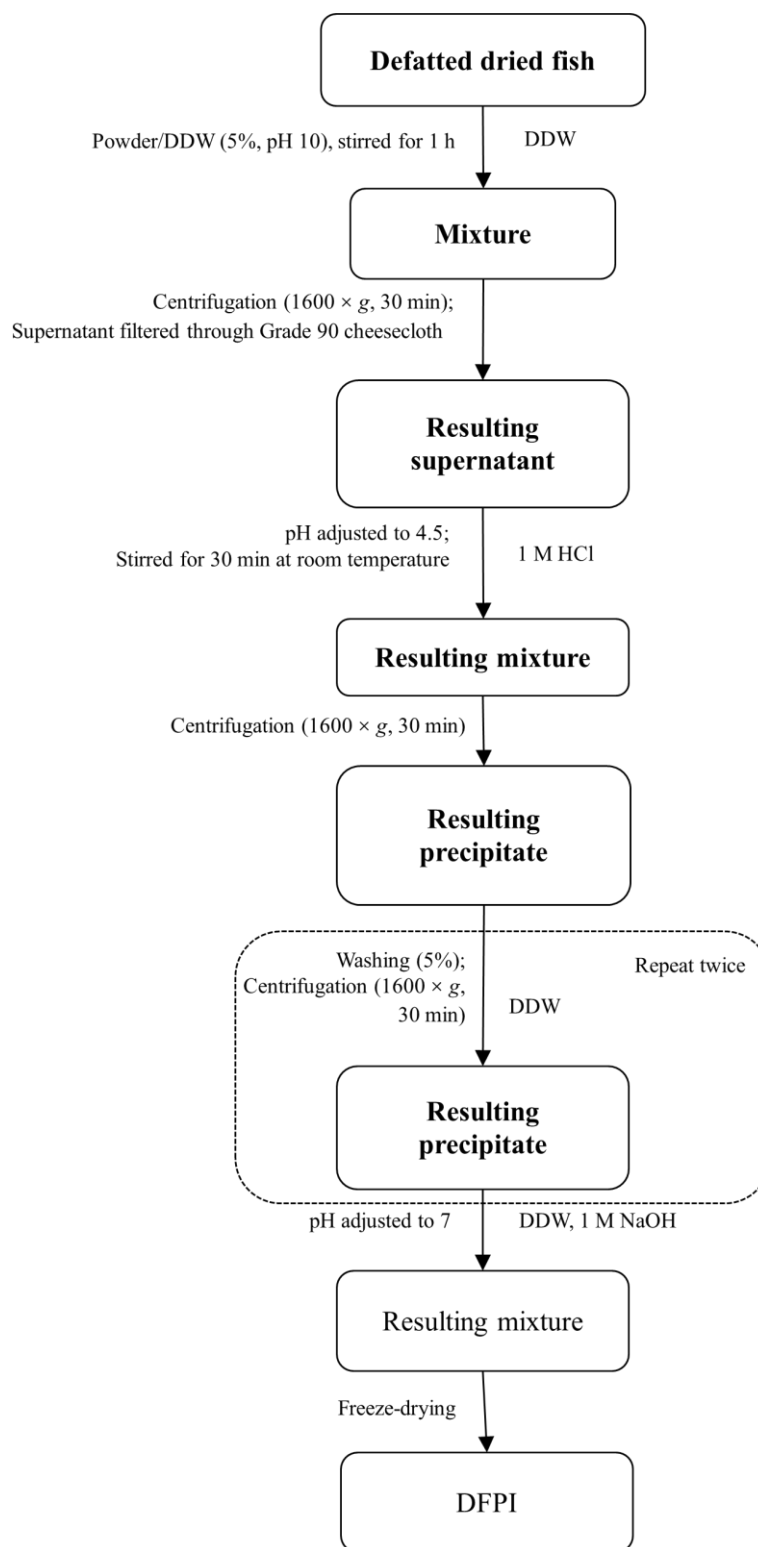 Defatted dried fish
Powder/DDW (5%, pH 10), stirred for 1 h
DDW
Mixture
Centrifugation (1600 × g, 30 min);
Supernatant filtered through Grade 90 cheesecloth
Resulting
supernatant
pH adjusted to 4.5;
Stirred for 30 min at room temperature
1 M HCl
Resulting mixture
Centrifugation (1600 × g, 30 min)
Resulting
precipitate
Washing (5%);
Centrifugation (1600 × g,
30 min)
DDW
Repeat twice
Resulting
precipitate
pH adjusted to 7
DDW, 1 M NaOH
Resulting mixture
Freeze-drying
DFPI